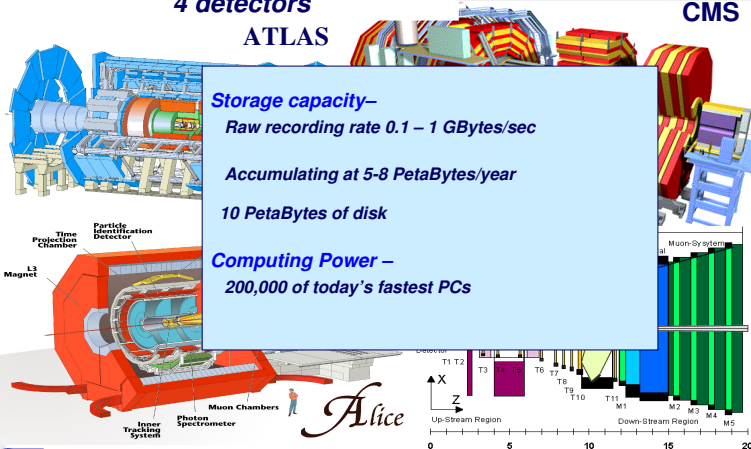 4 detectors
ATLAS
CMS
Storage capacity–
Raw recording rate 0.1 – 1 GBytes/sec
Accumulating at 5-8 PetaBytes/year
10 PetaBytes of disk
Computing Power –
200,000 of today's fastest PCs
Time
Projection
Chamber
Particle
Identification
Detector
L3
Magnet
Inner
Tracking
System
Photon
Spectrometer
Muon Chambers
Alice
Muon-Sysytem
Detector
T1 T2
T3
T4
T5
T6
T7
T8
T9
T10
T11
M1
M2
M3
M4
M5
X
Z
Up-Stream Region
Down-Stream Region
0
5
10
15
20